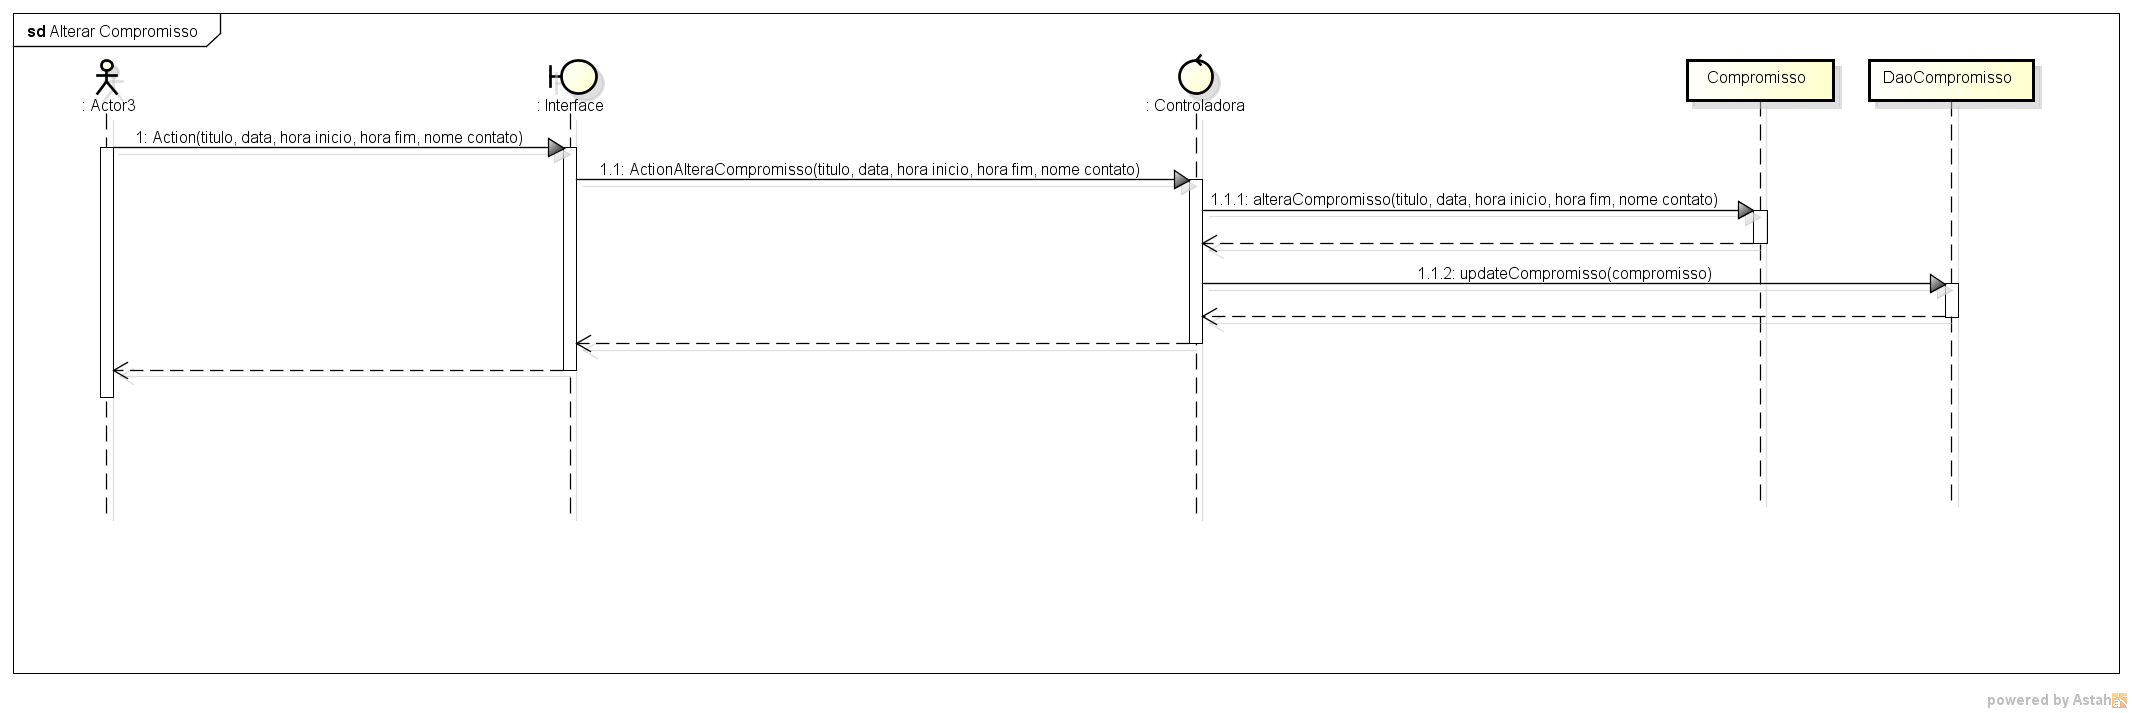 sd Alterar Compromisso
: Actor3
: Interface
: Controladora
Compromisso
DaoCompromisso
1: Action(titulo, data, hora inicio, hora fim, nome contato)
1.1: ActionAlteraCompromisso(titulo, data, hora inicio, hora fim, nome contato)
1.1.1: alteraCompromisso(titulo, data, hora inicio, hora fim, nome contato)
1.1.2: updateCompromisso(compromisso)
powered by Astah